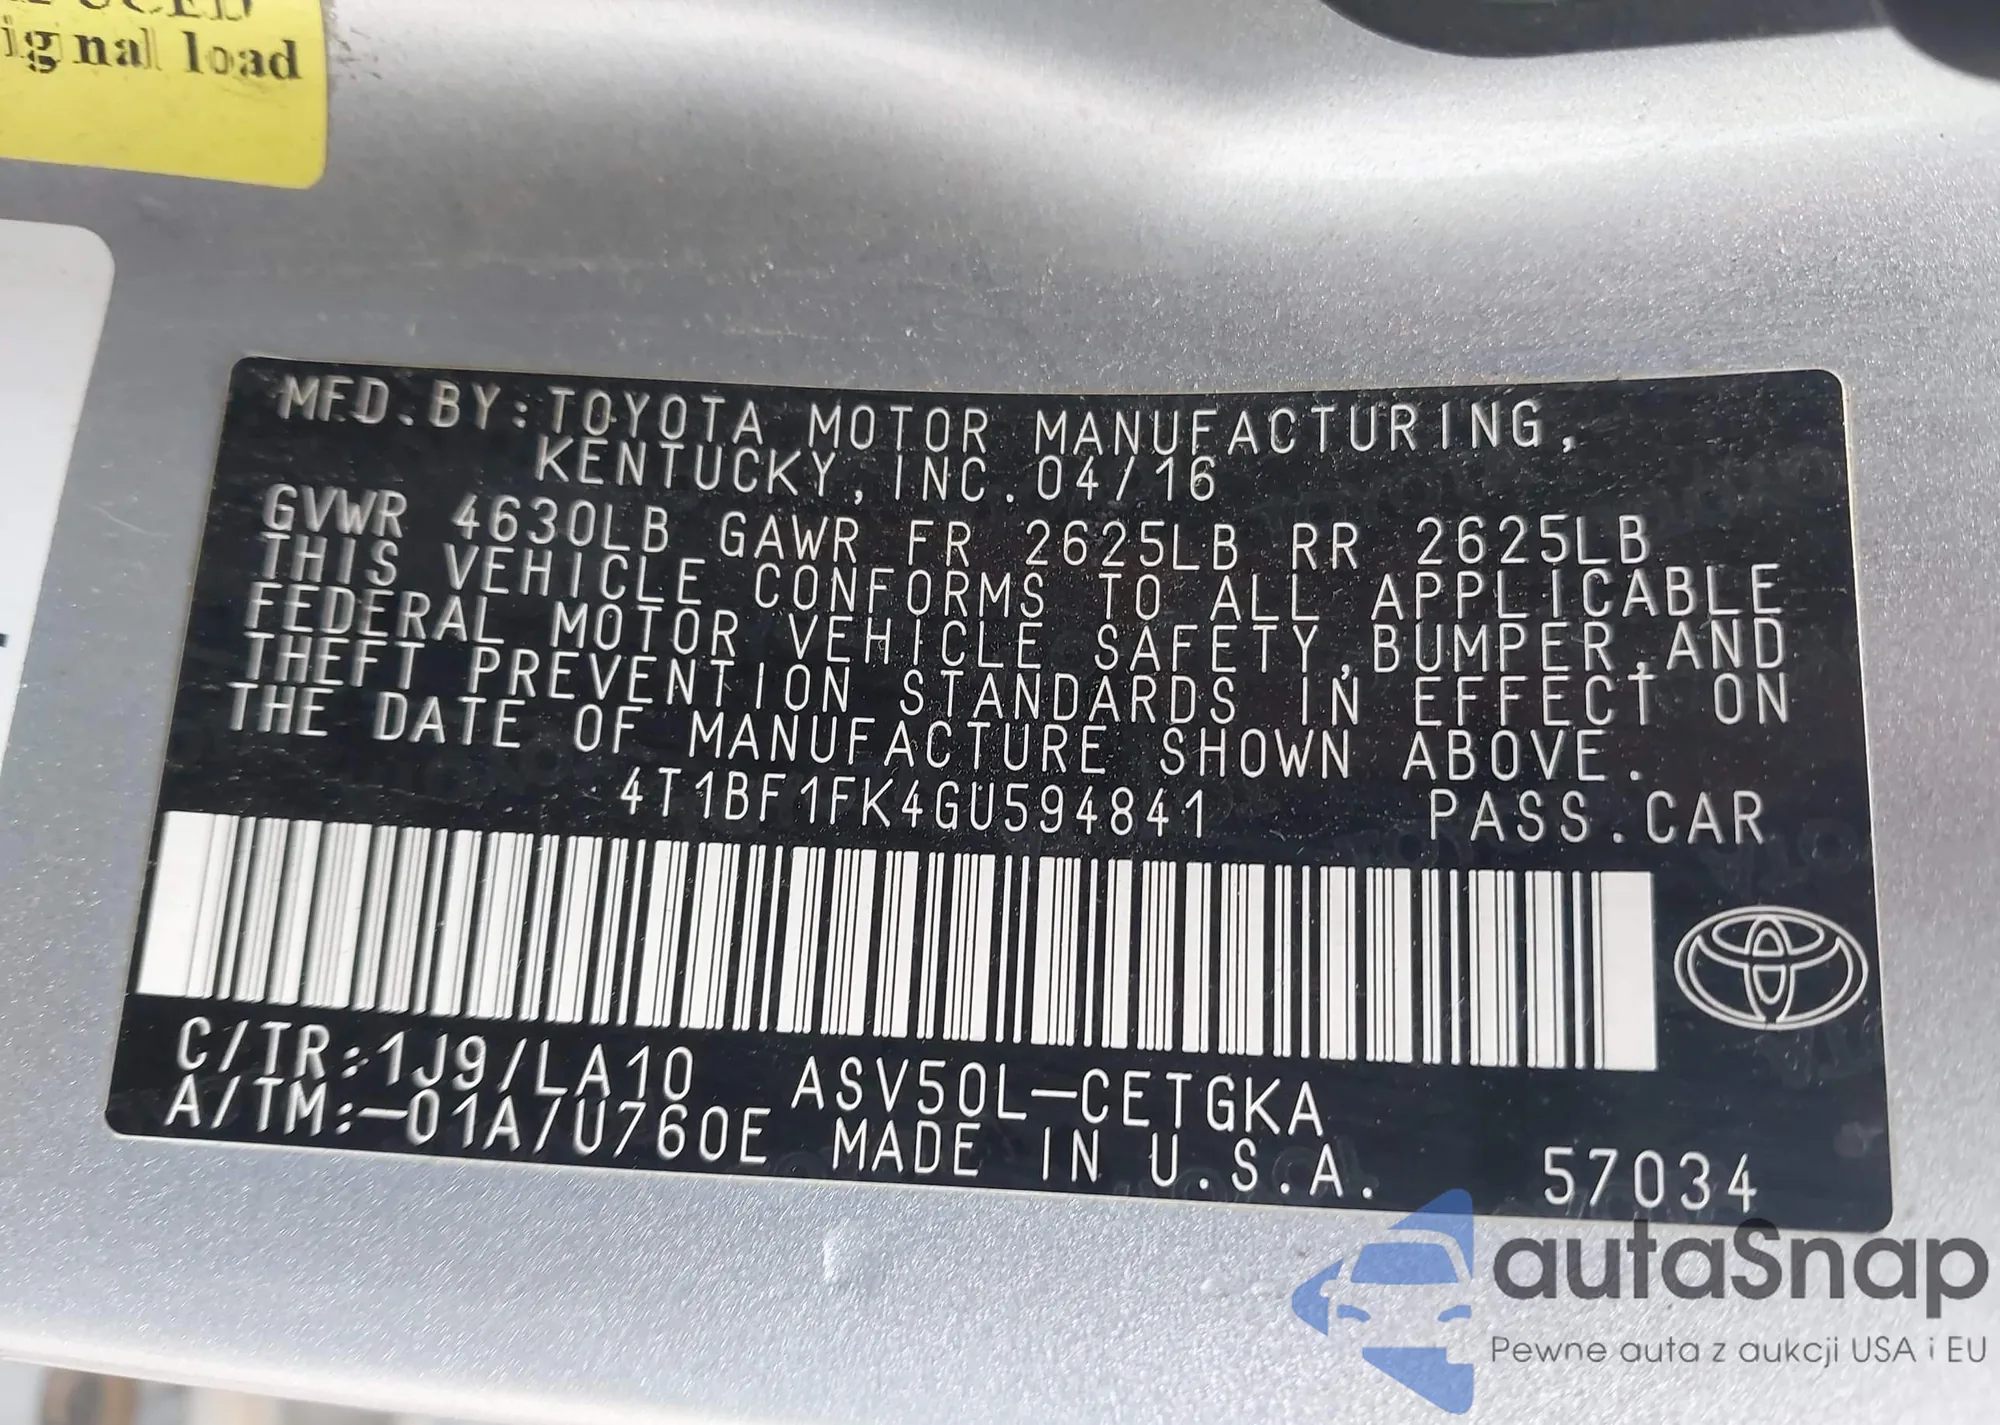 ignal load
MFD.BY:TOYOTA MOTOR MANUFACTURING,
KENTUCKY,INC.04/16
GVWR 4630LB GAWR FR 2625LB RR 2625LB
THIS VEHICLE CONFORMS TO ALL APPLICABLE
FEDERAL MOTOR VEHICLE SAFETY,BUMPER,AND
THEFT PREVENTION STANDARDS IN EFFECT ON
THE DATE OF MANUFACTURE SHOWN ABOVE.
4T1BF1FK4GU594841 PASS.CAR
C/TR:1J9/LA10 ASV50L-CETGKA
A/TM:-01A/U760E MADE IN U.S.A. 57034
autaSnap
Pewne auta z aukcji USA i EU